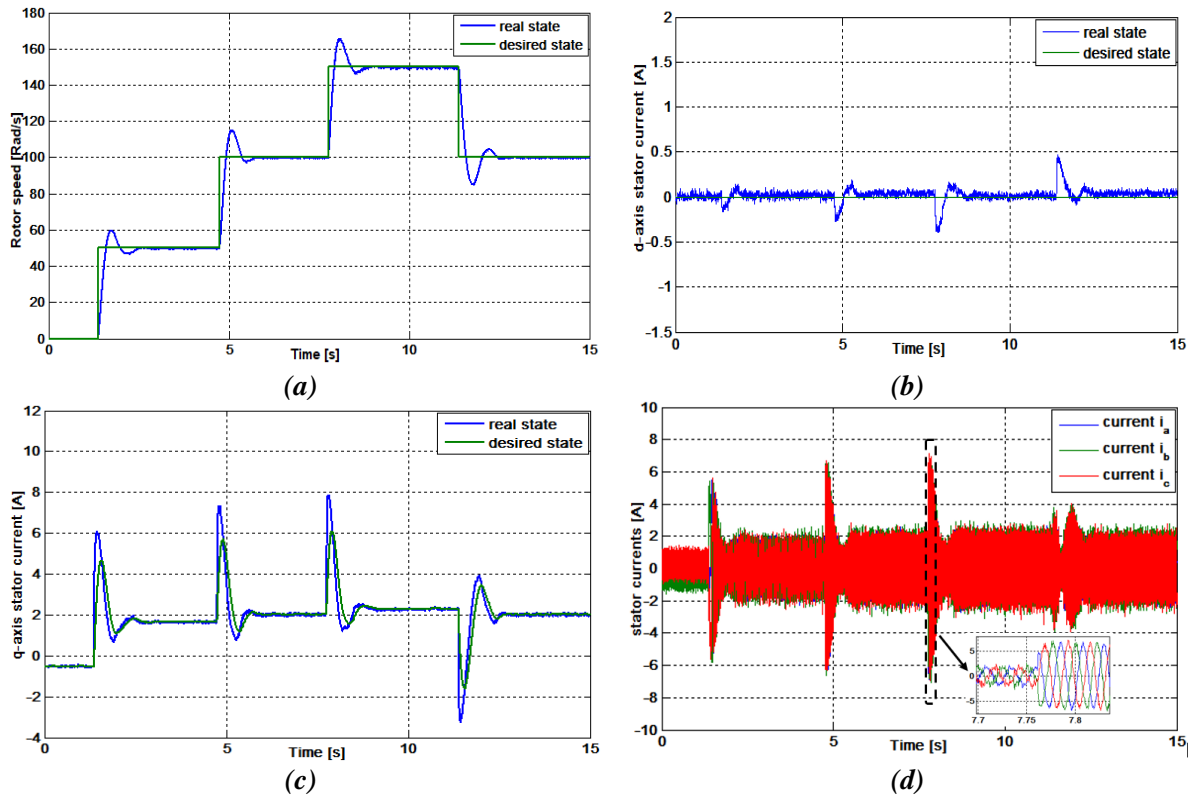 180
160
140
120
100
80
60
40
20
0
Rotor speed [Rad/s]
real state
desired state
0
5
10
15
Time [s]
(a)
2
1.5
1
0.5
0
-0.5
-1
-1.5
d-axis stator current [A]
real state
desired state
0
5
10
15
Time [s]
(b)
12
10
8
6
4
2
0
-2
-4
q-axis stator current [A]
real state
desired state
0
5
10
15
Time [s]
(c)
10
8
6
4
2
0
-2
-4
-6
-8
-10
stator currents [A]
current i_a
current i_b
current i_c
5
0
-5
7.7
7.75
7.8
0
5
10
15
Time [s]
(d)